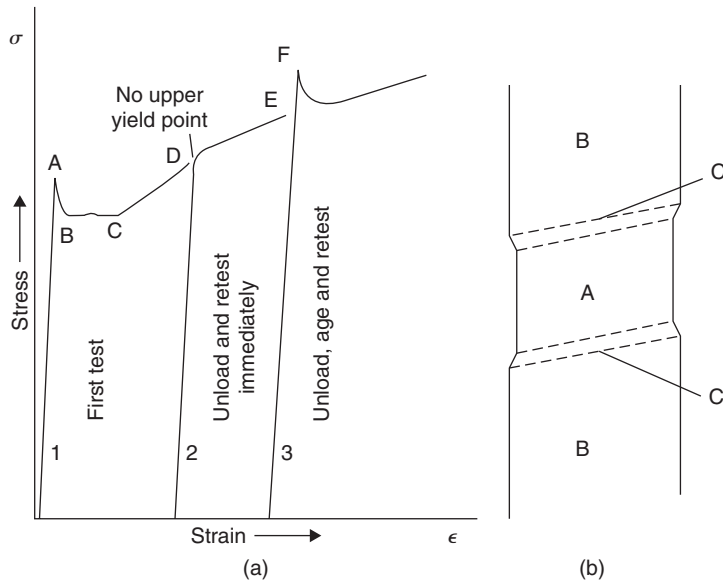 σ
F
No upper
yield point
E
D
A
B
C
Stress
First test
Unload and retest
immediately
Unload, age and retest
1
2
3
Strain
ϵ
(a)
B
C
A
C
B
(b)